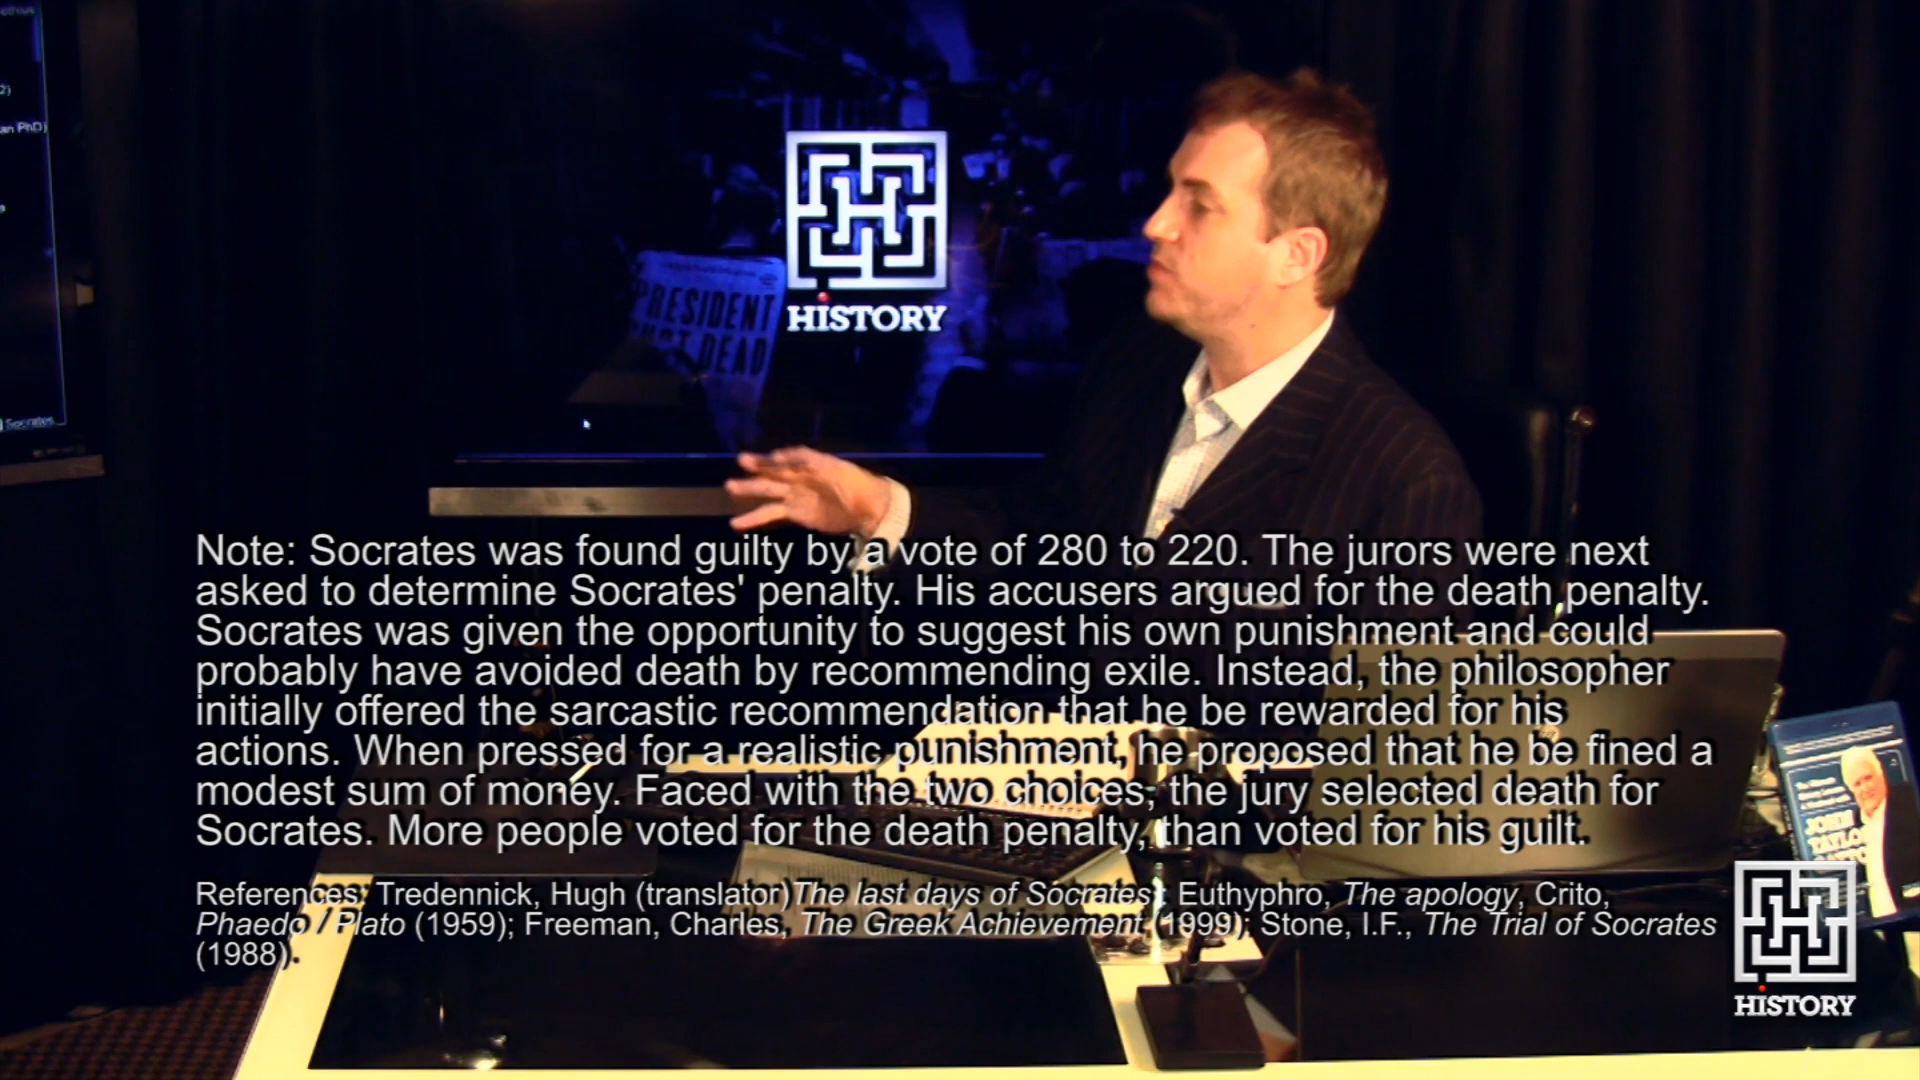 an PhD)
Socrates
PRESIDENT
DEAD
HISTORY
Note: Socrates was found guilty by a vote of 280 to 220. The jurors were next
asked to determine Socrates' penalty. His accusers argued for the death penalty.
Socrates was given the opportunity to suggest his own punishment and could
probably have avoided death by recommending exile. Instead, the philosopher
initially offered the sarcastic recommendation that he be rewarded for his
actions. When pressed for a realistic punishment, he proposed that he be fined a
modest sum of money. Faced with the two choices, the jury selected death for
Socrates. More people voted for the death penalty, than voted for his guilt.
References: Tredennick, Hugh (translator)The last days of Socrates: Euthyphro, The apology, Crito,
Phaedo / Plato (1959); Freeman, Charles, The Greek Achievement (1999); Stone, I.F., The Trial of Socrates
(1988).
JOHN
HISTORY